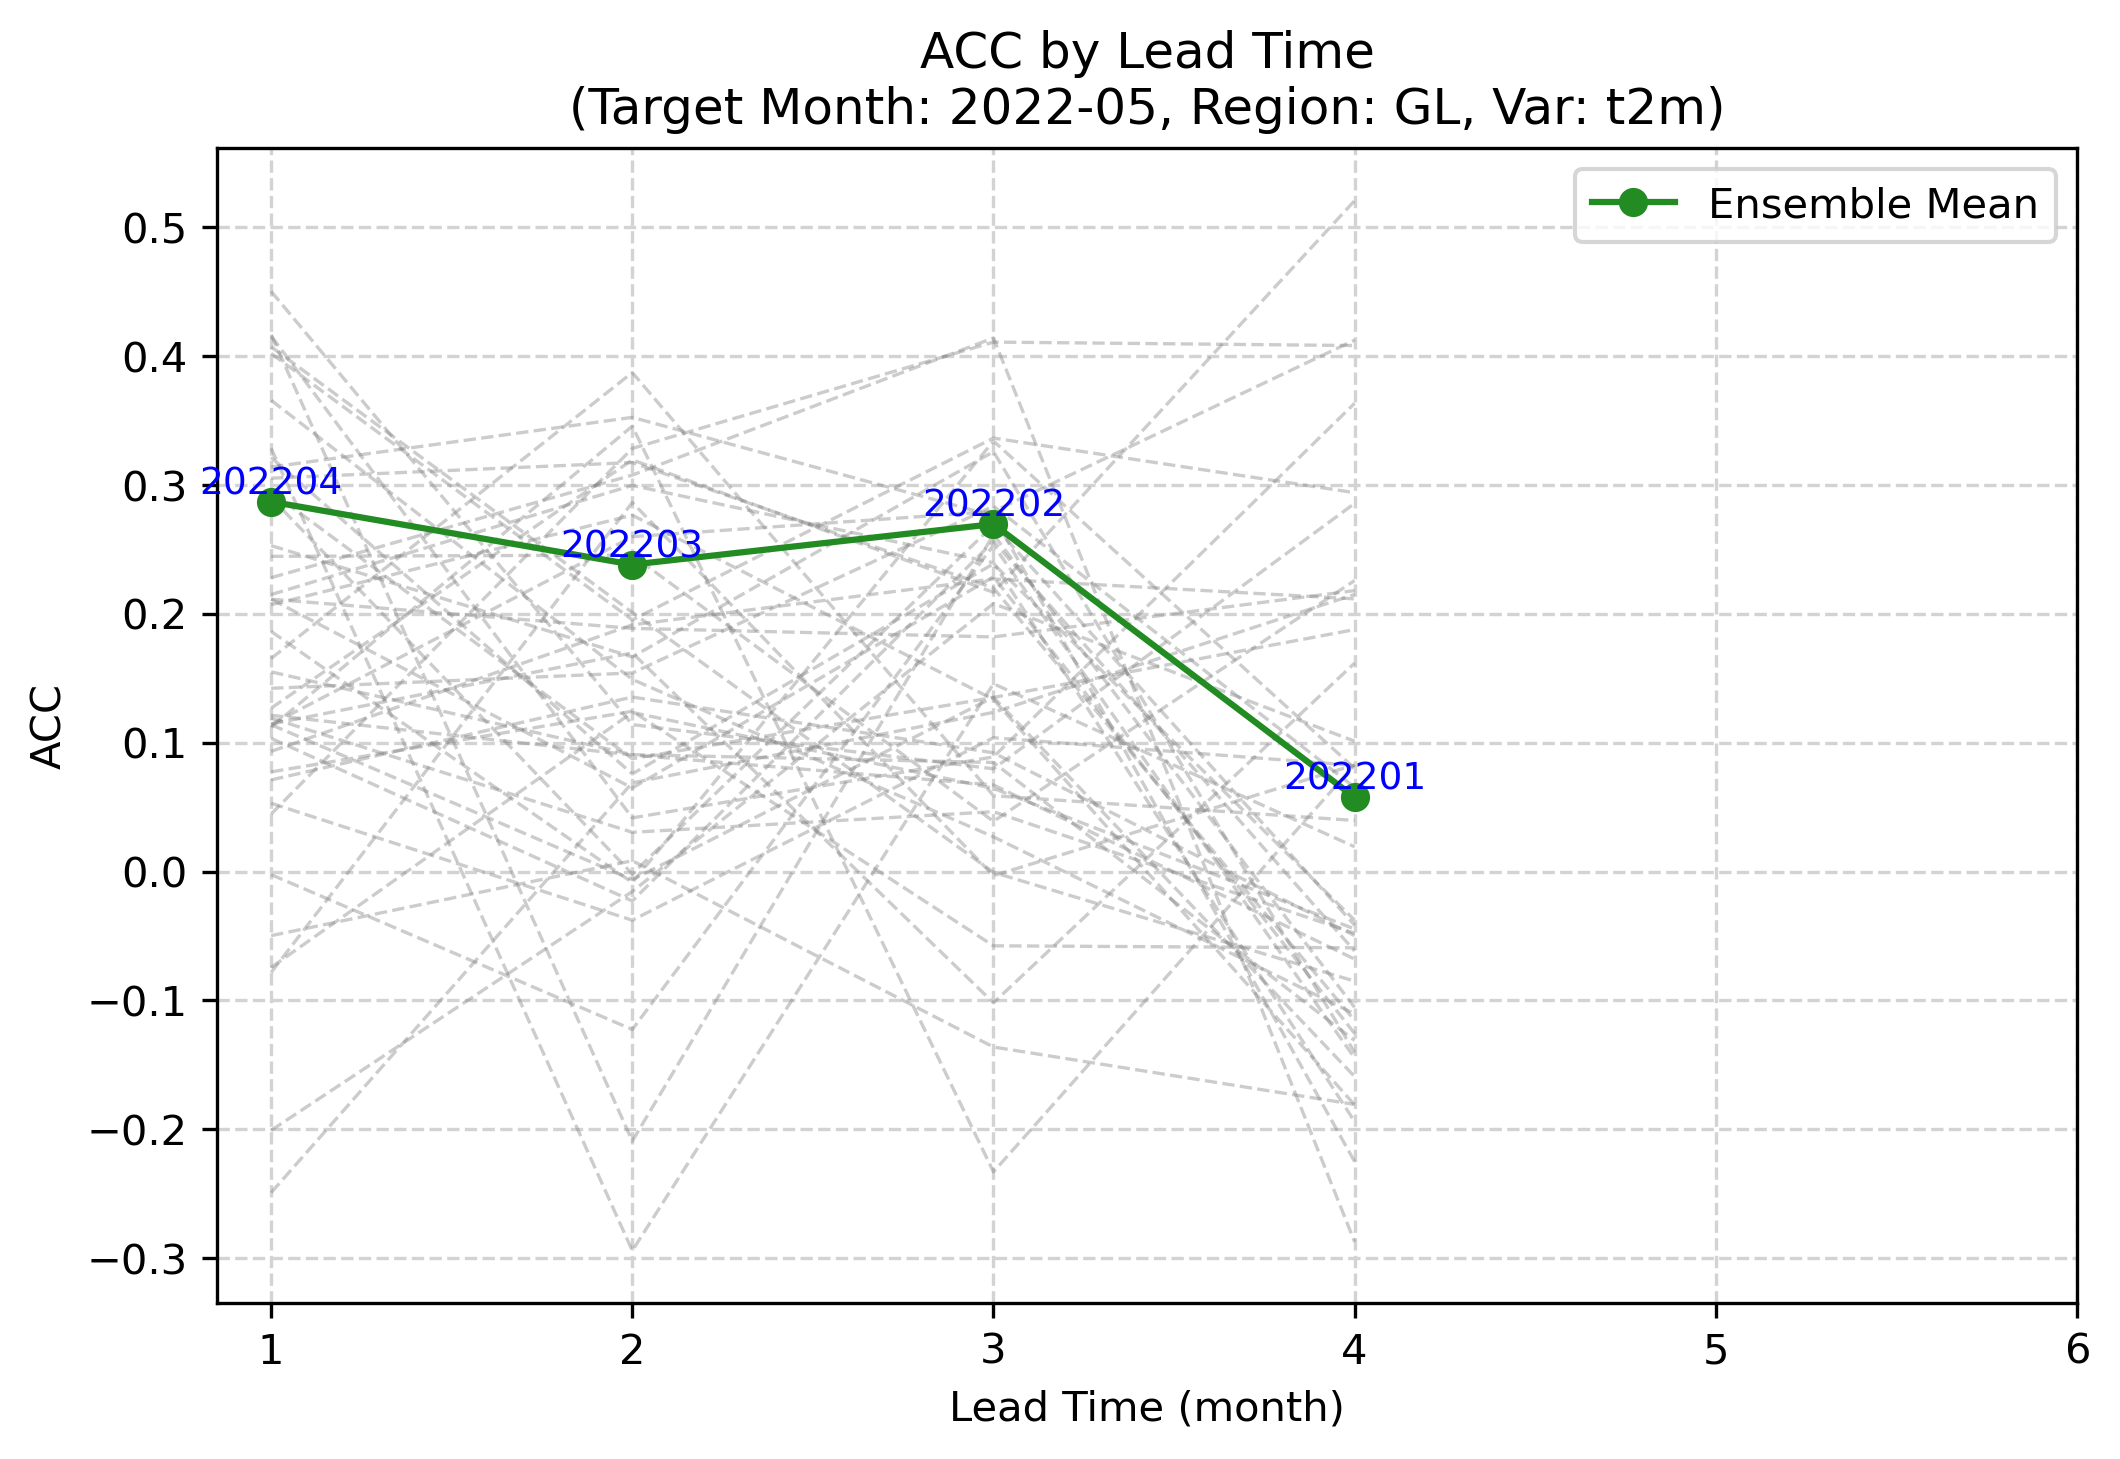 ACC by Lead Time
(Target Month: 2022-05, Region: GL, Var: t2m)
Ensemble Mean
ACC
0.5
0.4
0.3
0.2
0.1
0.0
−0.1
−0.2
−0.3
202204
202203
202202
202201
1 2 3 4 5 6
Lead Time (month)